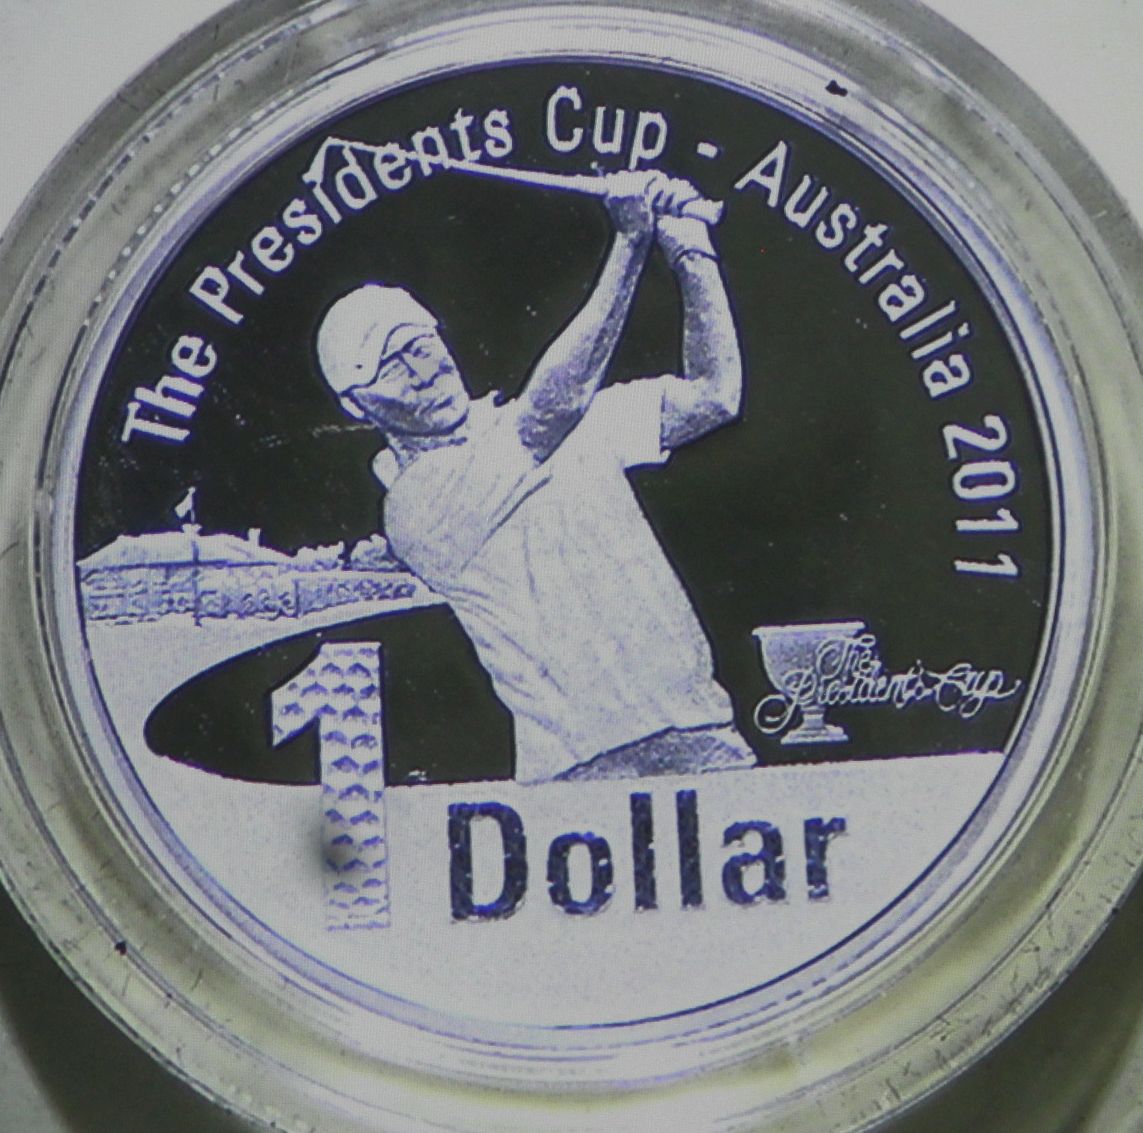 The Presidents Cup - Australia 2011
The
Presidents Cup
1
Dollar